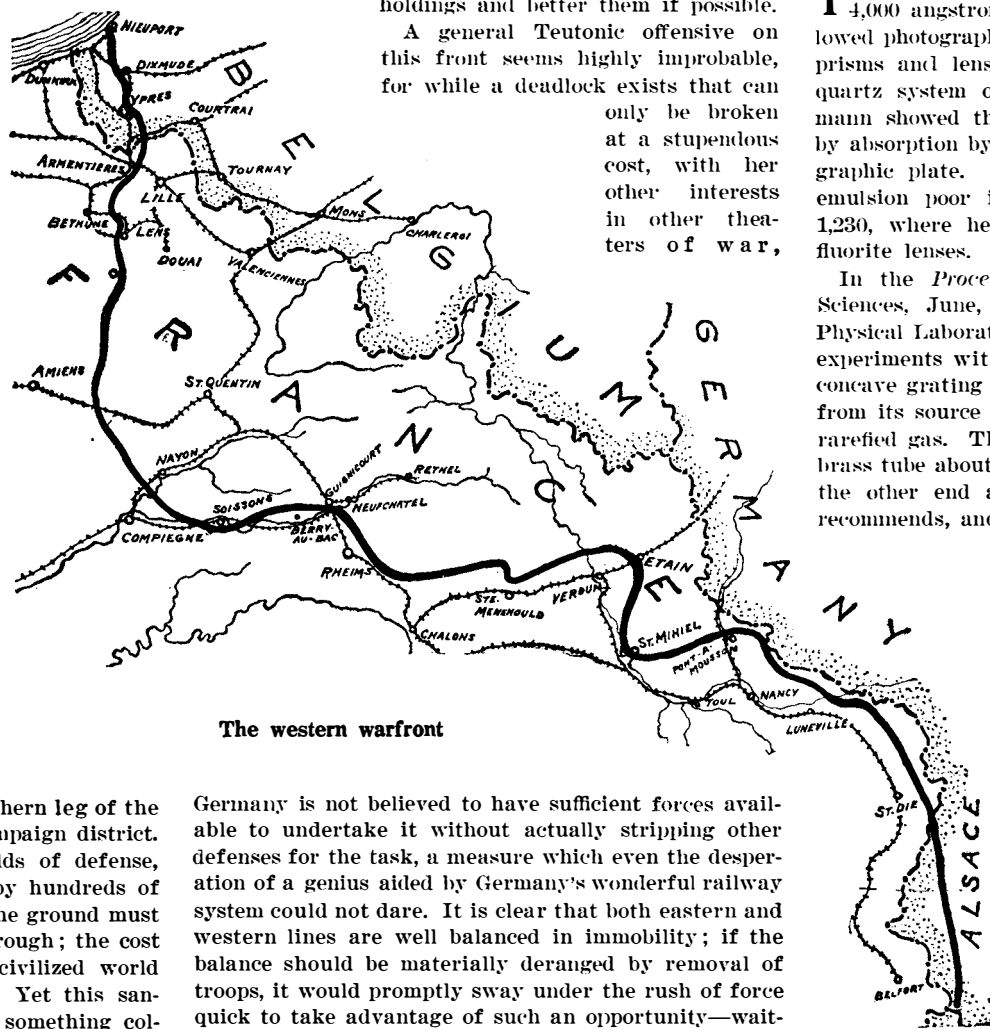 holdings and better them if possible.
A general Teutonic offensive on
this front seems highly improbable,
for while a deadlock exists that can
only be broken
at a stupendous
cost, with her
other interests
in other thea-
ters of war,
NIEUPORT
DIXMUDE
DUNKIRK
YPRES
COURTRAI
ARMENTIERES
TOURNAY
LILLE
MONS
BETHUNE
LENS
CHARLEROI
DOUAI
VALENCIENNES
BELGIUM
FRANCE
GERMANY
AMIENS
ST. QUENTIN
NAYON
GUIGNICOURT
RETHEL
SOISSONS
NEUFCHATEL
COMPIEGNE
BERRY
AU-BAC
RHEIMS
ETAIN
VERDUN
STE.
MENEHOULD
CHALONS
ST. MIHIEL
PONT-A-
MOUSSON
TOUL
NANCY
LUNEVILLE
ST. DIE
ALSACE
BELFORT
The western warfront
hern leg of the
npaign district.
lds of defense,
by hundreds of
ne ground must
rough; the cost
civilized world
Yet this san-
something col-
Germany is not believed to have sufficient forces avail-
able to undertake it without actually stripping other
defenses for the task, a measure which even the desper-
ation of a genius aided by Germany's wonderful railway
system could not dare. It is clear that both eastern and
western lines are well balanced in immobility; if the
balance should be materially deranged by removal of
troops, it would promptly sway under the rush of force
quick to take advantage of such an opportunity—wait-
4,000 angstron
lowed photograph
prisms and lens
quartz system o
mann showed th
by absorption by
graphic plate.
emulsion poor i
1,230, where he
fluorite lenses.
In the Proce
Sciences, June,
Physical Laborat
experiments wit
concave grating
from its source
rarefied gas. Th
brass tube about
the other end a
recommends, and